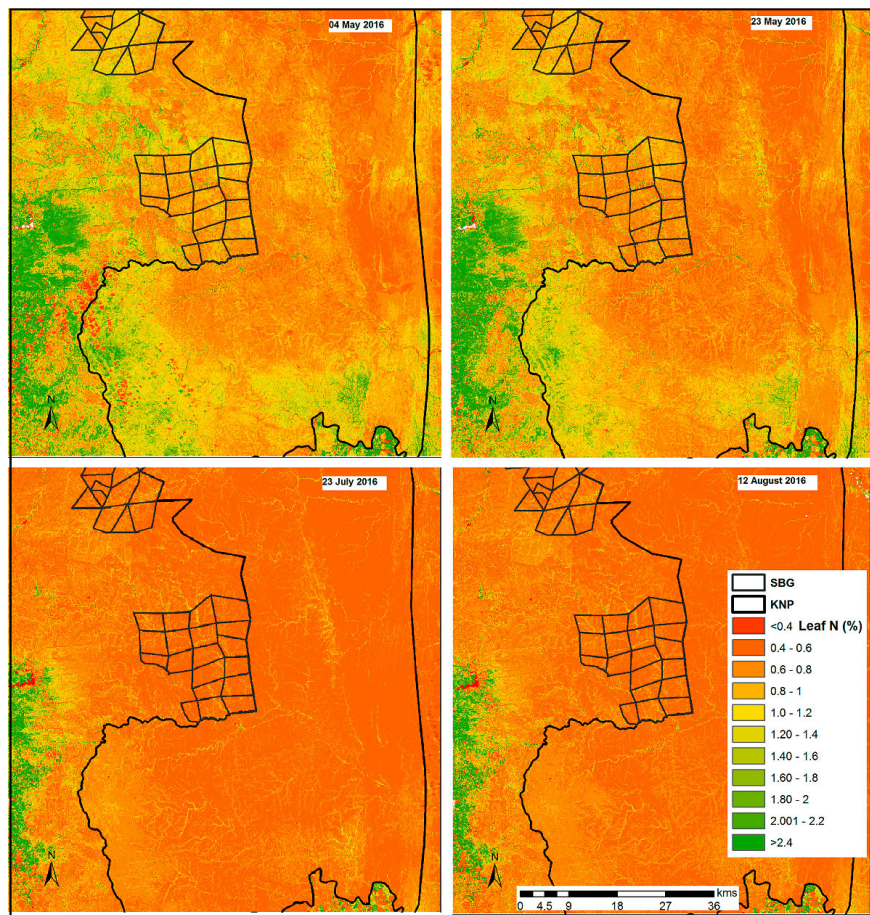 04 May 2016
23 May 2016
N
N
23 July 2016
12 August 2016
SBG
KNP
<0.4 Leaf N (%)
0.4 - 0.6
0.6 - 0.8
0.8 - 1
1.0 - 1.2
1.20 - 1.4
1.40 - 1.6
1.60 - 1.8
1.80 - 2
2.001 - 2.2
>2.4
N
N
kms
0 4.5 9 18 27 36